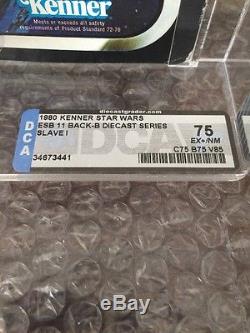 Meets or exceeds all safety
requirements of
Product Standard 72-76
Kenner
diecastgrader.com
DCA
1980 KENNER STAR WARS
ESB 11 BACK-B DIECAST SERIES
SLAVE I
34673441
75
EX+/NM
C75 B75 V85